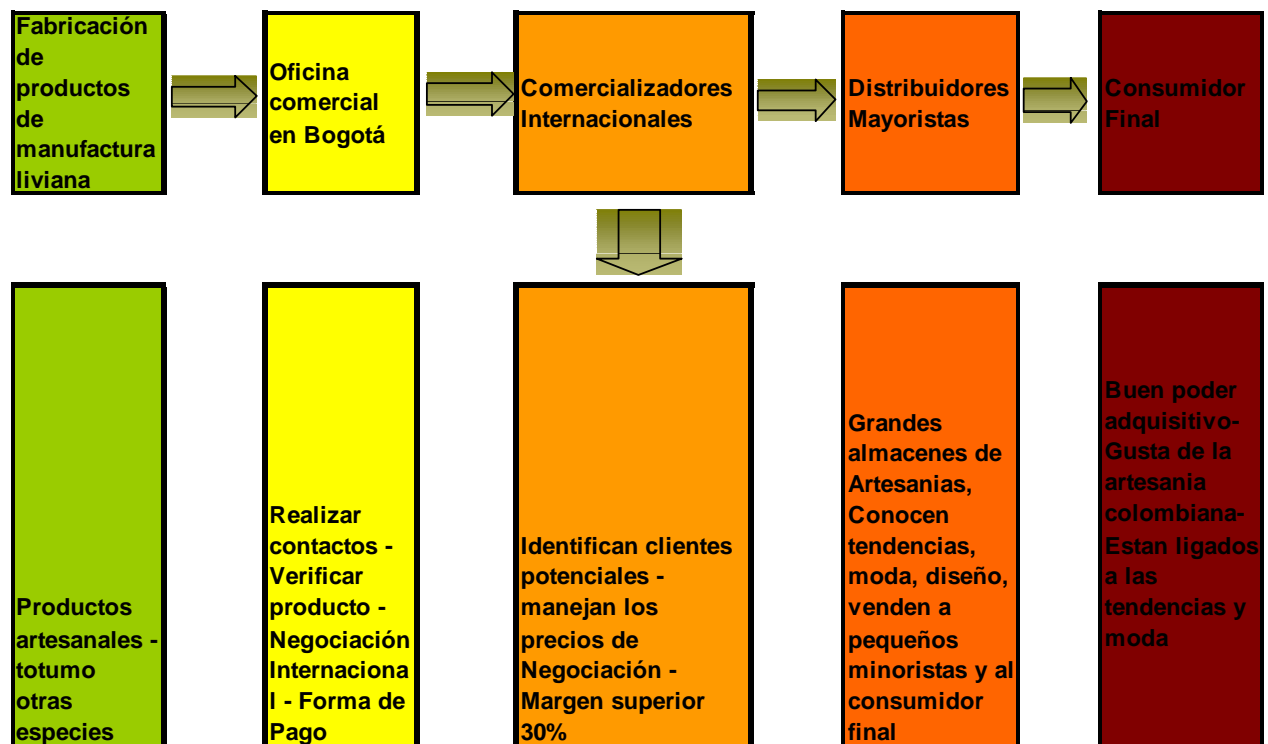 Fabricación
de
productos
de
manufactura
liviana
Oficina
comercial
en Bogotá
Comercializadores
Internacionales
Distribuidores
Mayoristas
Consumidor
Final
Productos
artesanales -
totumo
otras
especies
Realizar
contactos -
Verificar
producto -
Negociación
Internaciona
l - Forma de
Pago
Identifican clientes
potenciales -
manejan los
precios de
Negociación -
Margen superior
30%
Grandes
almacenes de
Artesanias,
Conocen
tendencias,
moda, diseño,
venden a
pequeños
minoristas y al
consumidor
final
Buen poder
adquisitivo-
Gusta de la
artesania
colombiana-
Estan ligados
a las
tendencias y
moda